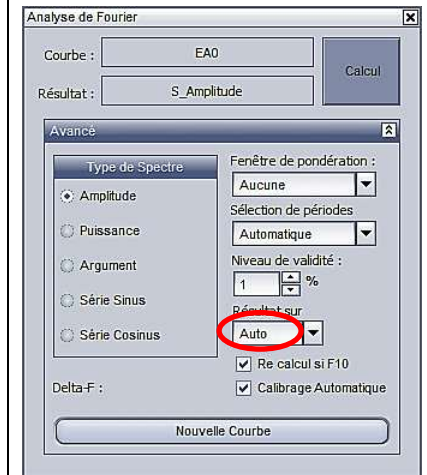 Analyse de Fourier
Courbe :
EA0
Calcul
Résultat :
S_Amplitude
Avancé
Type de Spectre
Amplitude
Puissance
Argument
Série Sinus
Série Cosinus
Fenêtre de pondération :
Aucune
Sélection de périodes
Automatique
Niveau de validité :
1 %
Résultat sur
Auto
Re calcul si F10
Calibrage Automatique
Delta-F :
Nouvelle Courbe